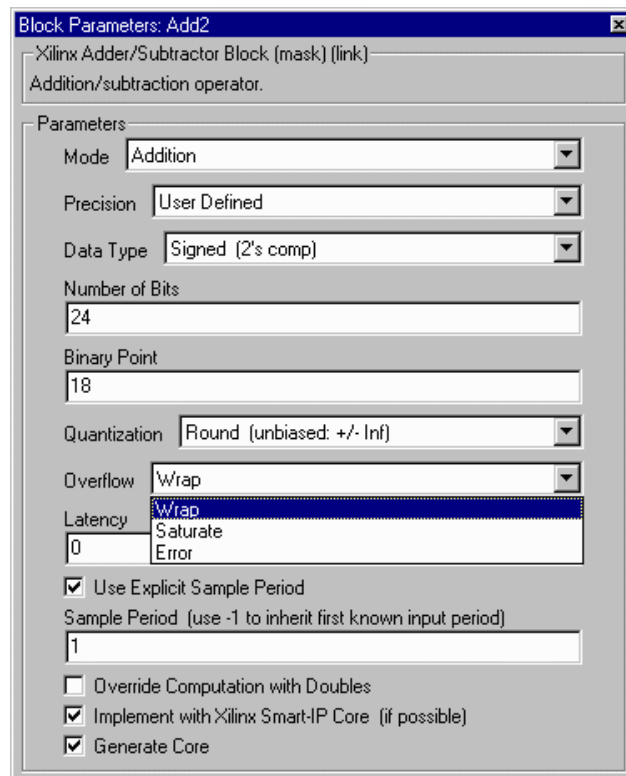 Block Parameters: Add2
Xilinx Adder/Subtractor Block (mask) (link)
Addition/subtraction operator.
Parameters
Mode Addition
Precision User Defined
Data Type Signed (2's comp)
Number of Bits
24
Binary Point
18
Quantization Round (unbiased: +/- Inf)
Overflow Wrap
Wrap
Latency
Saturate
0
Error
Use Explicit Sample Period
Sample Period (use -1 to inherit first known input period)
1
Override Computation with Doubles
Implement with Xilinx Smart-IP Core (if possible)
Generate Core